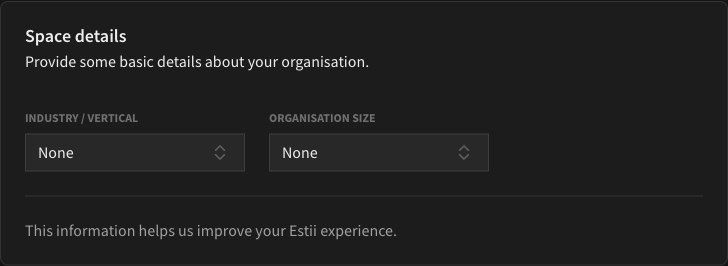 Space details
Provide some basic details about your organisation.
INDUSTRY / VERTICAL
ORGANISATION SIZE
None
None
This information helps us improve your Estii experience.